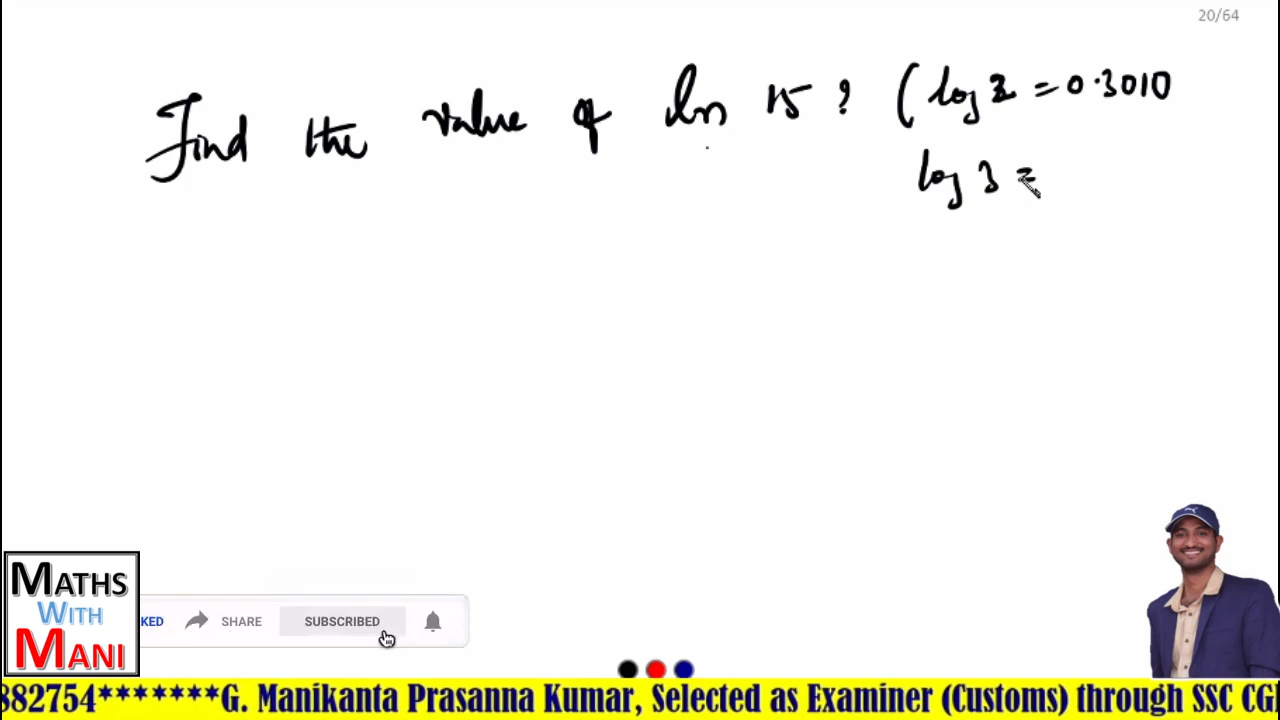 20/64
Find the value of ln 15 ? ( log 2 = 0.3010
log 3 =
MATHS
WITH
MANI
KED SHARE SUBSCRIBED
882754*******G. Manikanta Prasanna Kumar, Selected as Examiner (Customs) through SSC CGL